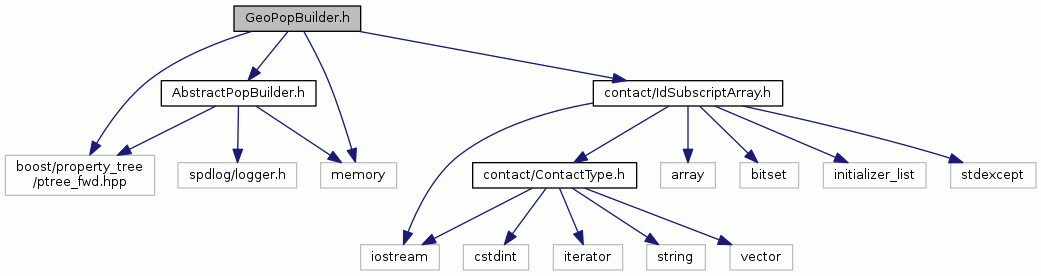 GeoPopBuilder.h
AbstractPopBuilder.h
contact/IdSubscriptArray.h
boost/property_tree
/ptree_fwd.hpp
spdlog/logger.h
memory
contact/ContactType.h
array
bitset
initializer_list
stdexcept
iostream
cstdint
iterator
string
vector